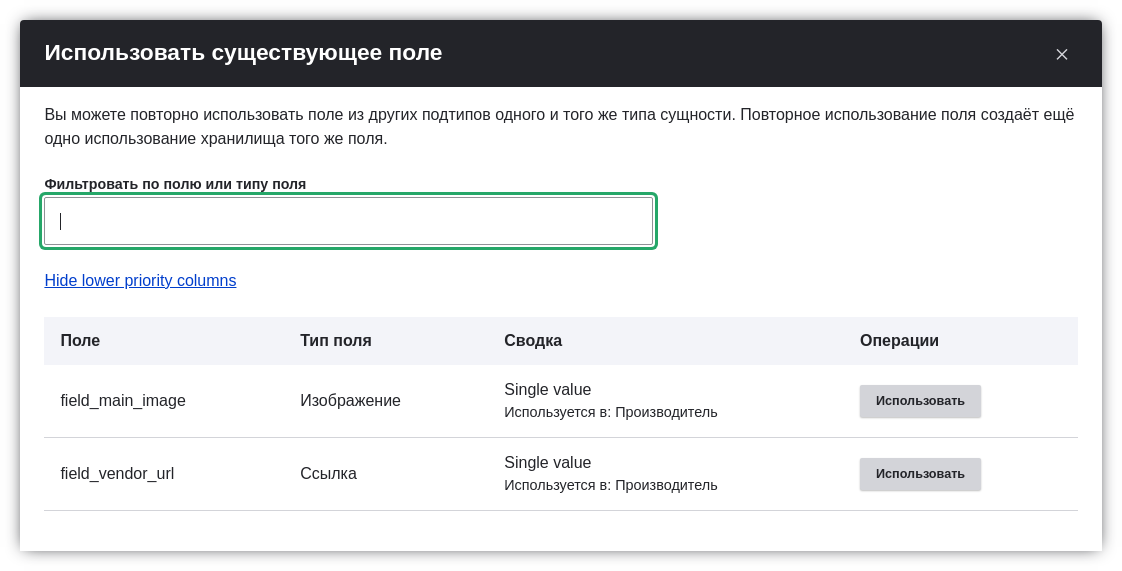 Использовать существующее поле
Вы можете повторно использовать поле из других подтипов одного и того же типа сущности. Повторное использование поля создаёт ещё
одно использование хранилища того же поля.
Фильтровать по полю или типу поля
Hide lower priority columns
Поле Тип поля Сводка Операции
field_main_image Изображение Single value Использовать
Используется в: Производитель
field_vendor_url Ссылка Single value Использовать
Используется в: Производитель